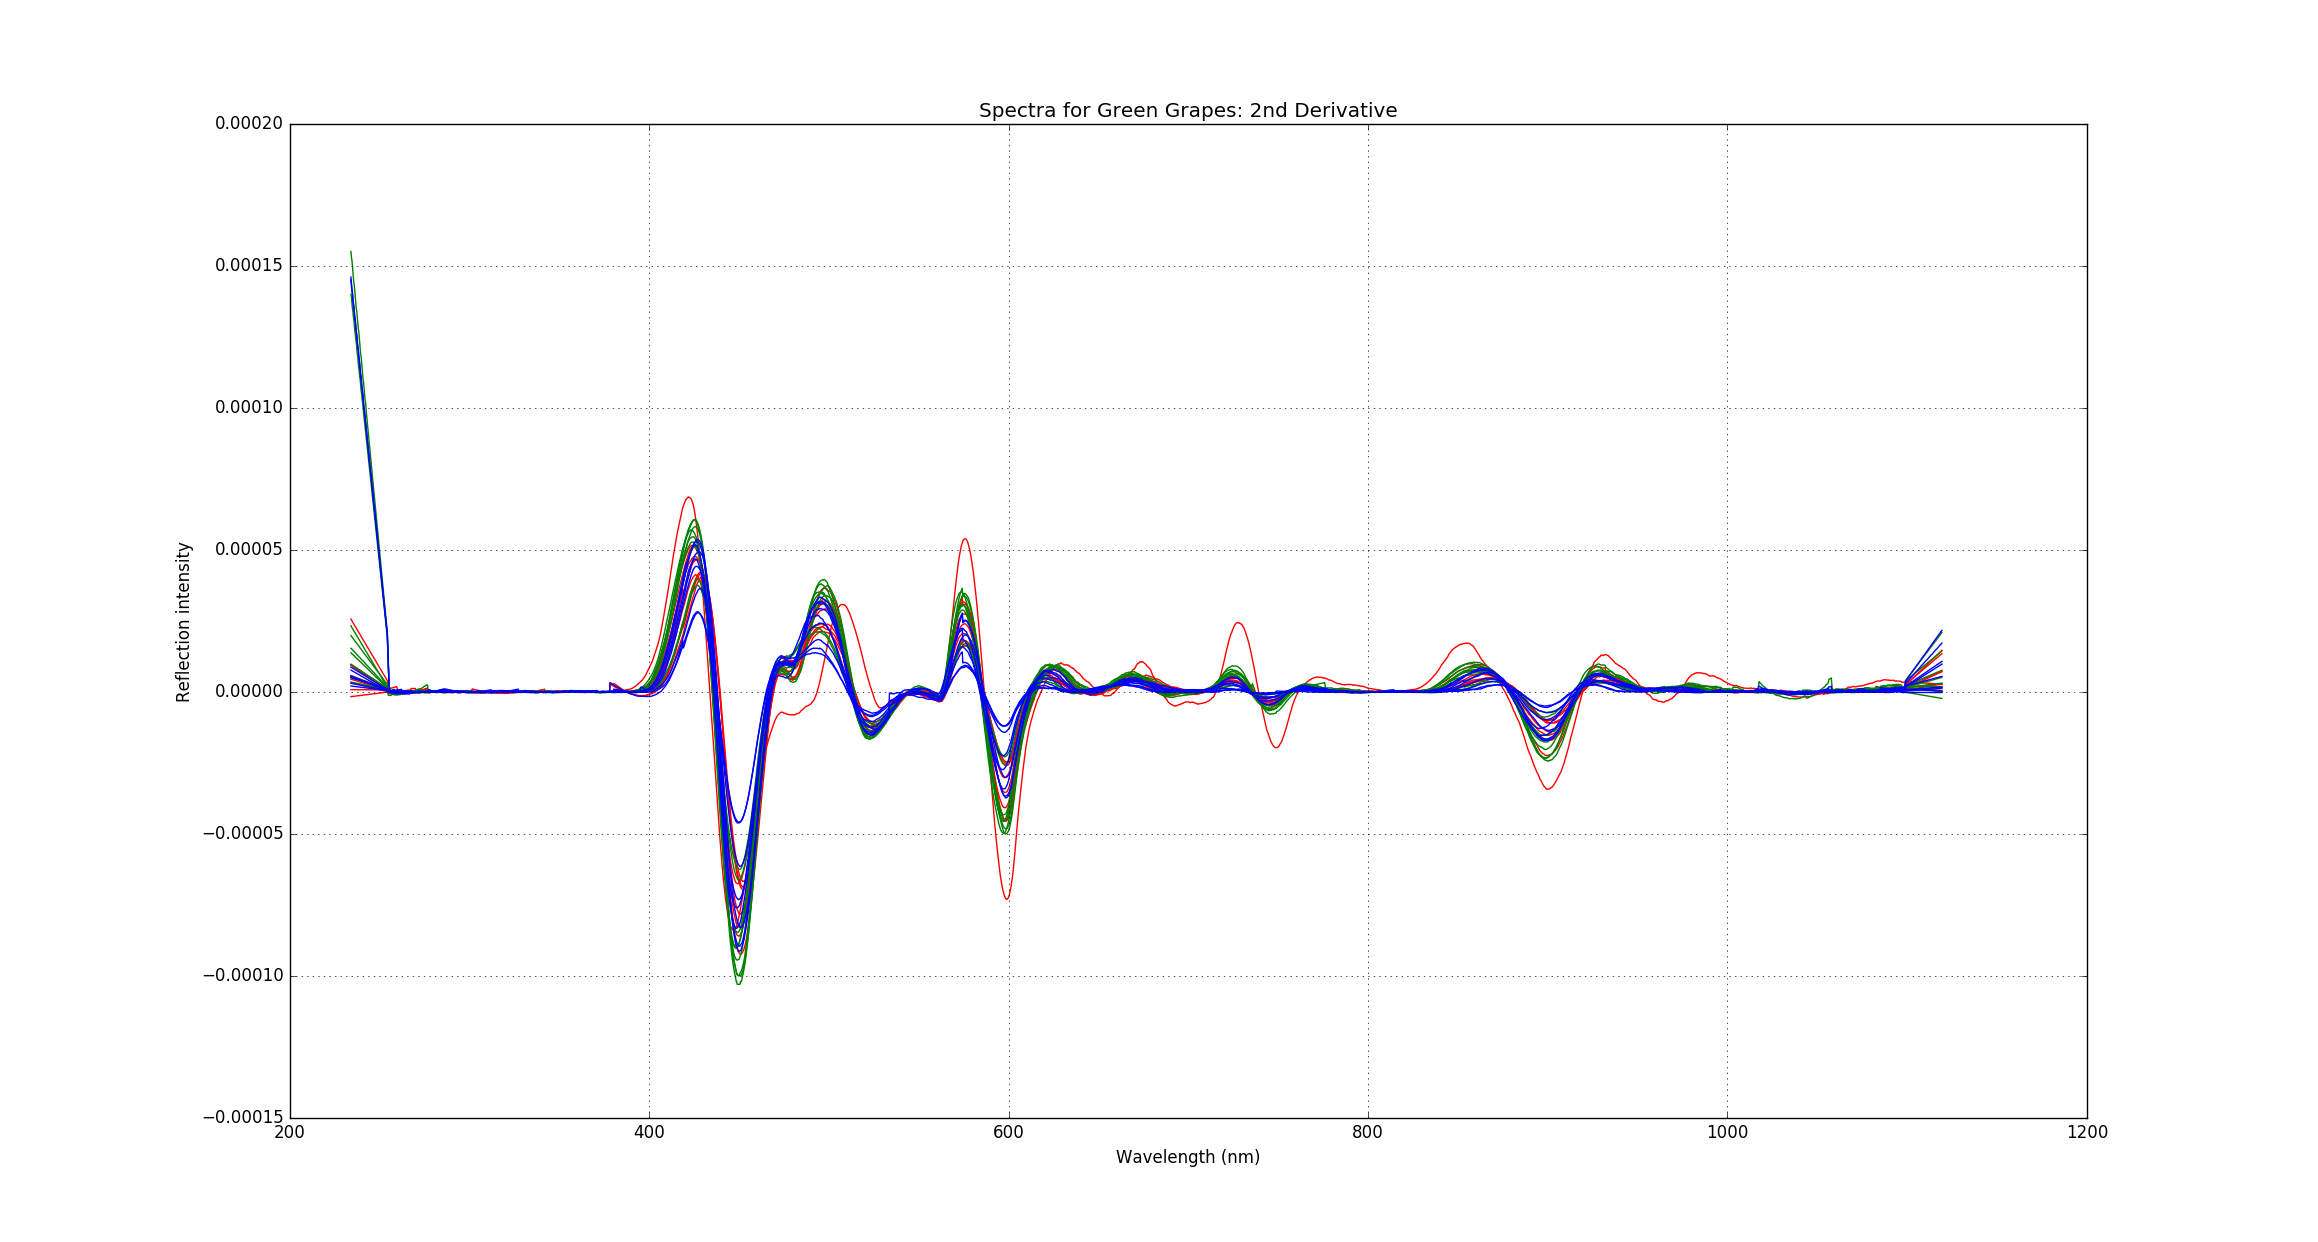 Spectra for Green Grapes: 2nd Derivative
0.00020
0.00015
0.00010
0.00005
0.00000
−0.00005
−0.00010
−0.00015
Reflection intensity
200 400 600 800 1000 1200
Wavelength (nm)